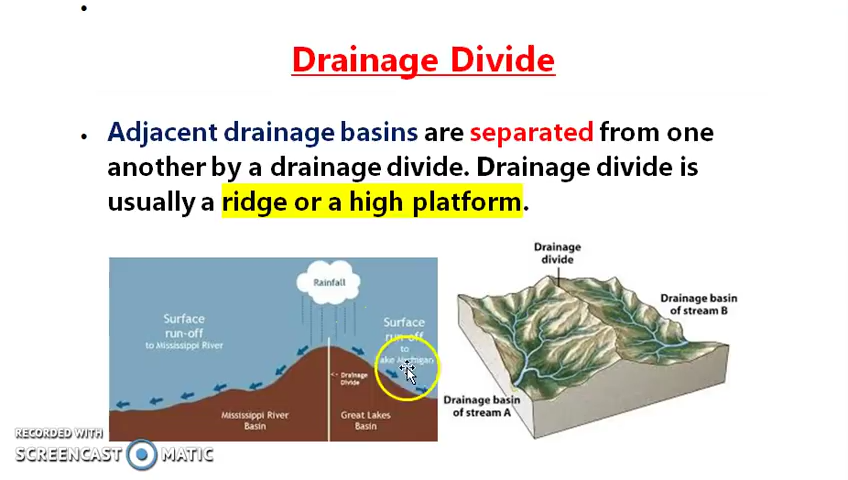 Drainage Divide
• Adjacent drainage basins are separated from one
another by a drainage divide. Drainage divide is
usually a ridge or a high platform.
Rainfall
Surface
run-off
to Mississippi River
Surface
run-off
to
Lake Michigan
<- Drainage
Divide
Mississippi River
Basin
Great Lakes
Basin
Drainage
divide
Drainage basin
of stream B
Drainage basin
of stream A
RECORDED WITH
SCREENCAST MATIC